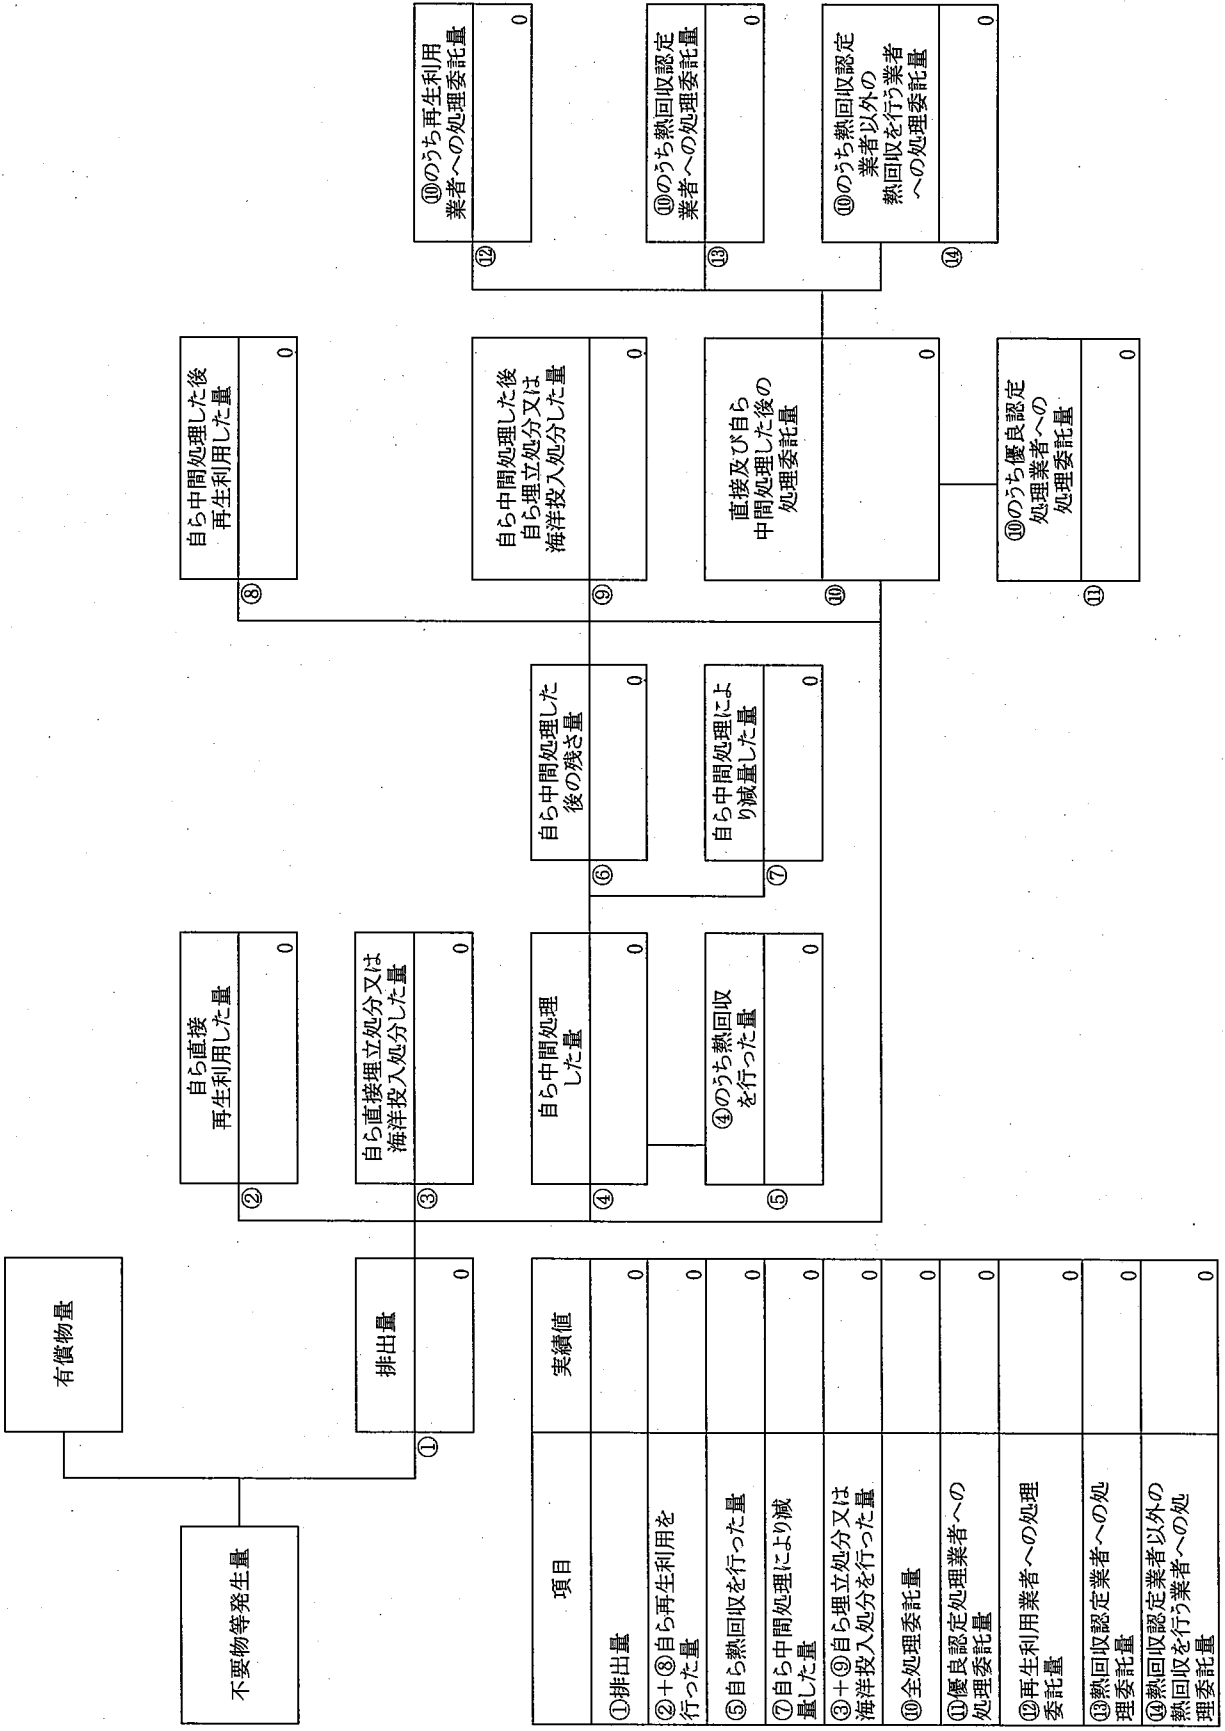 有償物量
不要物等発生量
排出量
①
0
自ら直接
再生利用した量
②
0
自ら直接埋立処分又は
海洋投入処分した量
③
0
自ら中間処理
した量
④
0
④のうち熱回収
を行った量
⑤
0
自ら中間処理した
後の残さ量
⑥
0
自ら中間処理によ
り減量した量
⑦
0
自ら中間処理した後
再生利用した量
⑧
0
自ら中間処理した後
自ら埋立処分又は
海洋投入処分した量
⑨
0
直接及び自ら
中間処理した後の
処理委託量
⑩
0
⑩のうち優良認定
処理業者への
処理委託量
⑪
0
⑩のうち再生利用
業者への処理委託量
⑫
0
⑩のうち熱回収認定
業者への処理委託量
⑬
0
⑩のうち熱回収認定
業者以外の
熱回収を行う業者
への処理委託量
⑭
0
項目 実績値
①排出量 0
②+⑧自ら再生利用を
行った量 0
⑤自ら熱回収を行った量 0
⑦自ら中間処理により減
量した量 0
③+⑨自ら埋立処分又は
海洋投入処分を行った量 0
⑩全処理委託量 0
⑪優良認定処理業者への
処理委託量 0
⑫再生利用業者への処理
委託量 0
⑬熱回収認定業者への処
理委託量 0
⑭熱回収認定業者以外の
熱回収を行う業者への処
理委託量 0